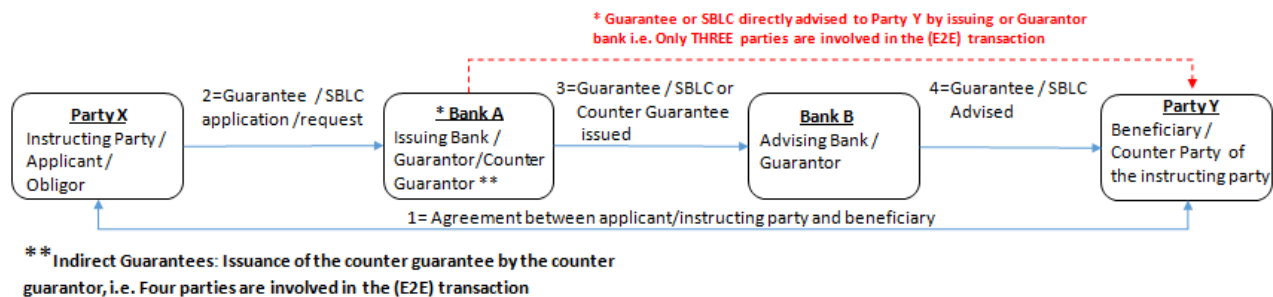 * Guarantee or SBLC directly advised to Party Y by issuing or Guarantor
bank i.e. Only THREE parties are involved in the (E2E) transaction
Party X
Instructing Party /
Applicant /
Obligor
2=Guarantee / SBLC
application /request
* Bank A
Issuing Bank /
Guarantor/Counter
Guarantor **
3=Guarantee / SBLC or
Counter Guarantee
issued
Bank B
Advising Bank /
Guarantor
4=Guarantee / SBLC
Advised
Party Y
Beneficiary /
Counter Party of
the instructing party
1= Agreement between applicant/instructing party and beneficiary
**Indirect Guarantees: Issuance of the counter guarantee by the counter
guarantor, i.e. Four parties are involved in the (E2E) transaction